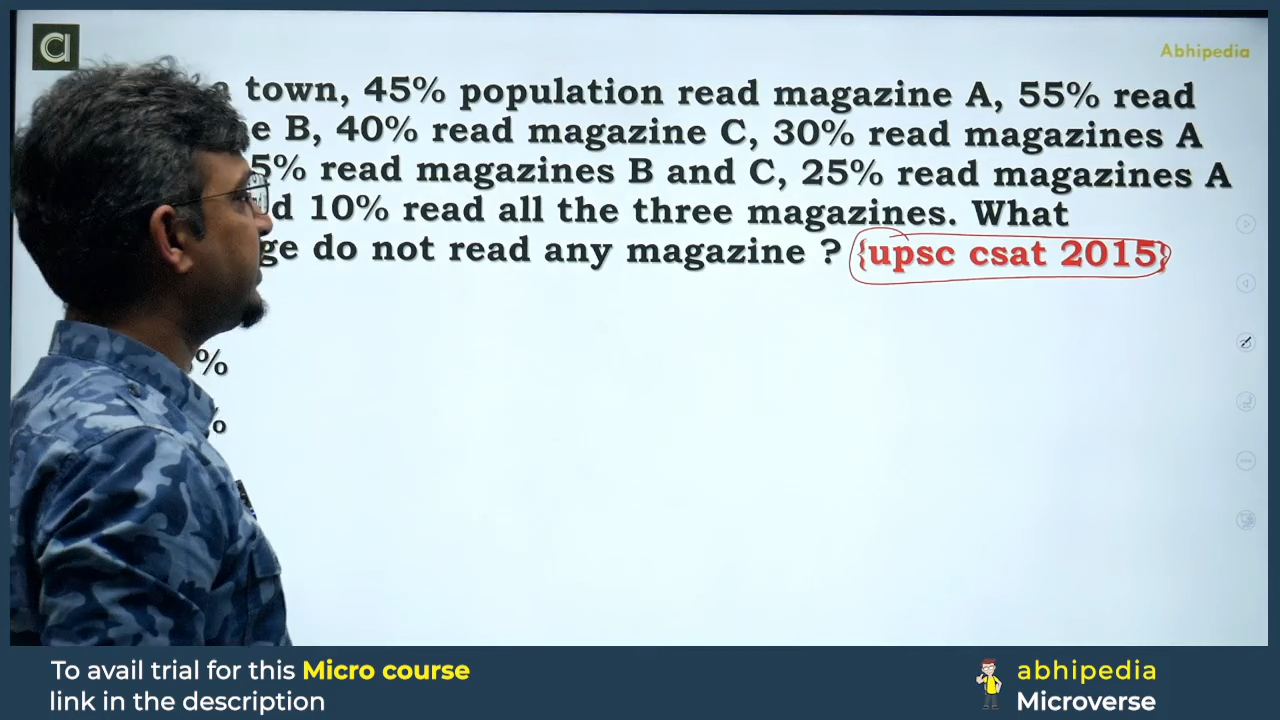 CI
Abhipedia
town, 45% population read magazine A, 55% read
e B, 40% read magazine C, 30% read magazines A
5% read magazines B and C, 25% read magazines A
d 10% read all the three magazines. What
ge do not read any magazine ? {upsc csat 2015}
%
%
To avail trial for this Micro course
link in the description
abhipedia
Microverse